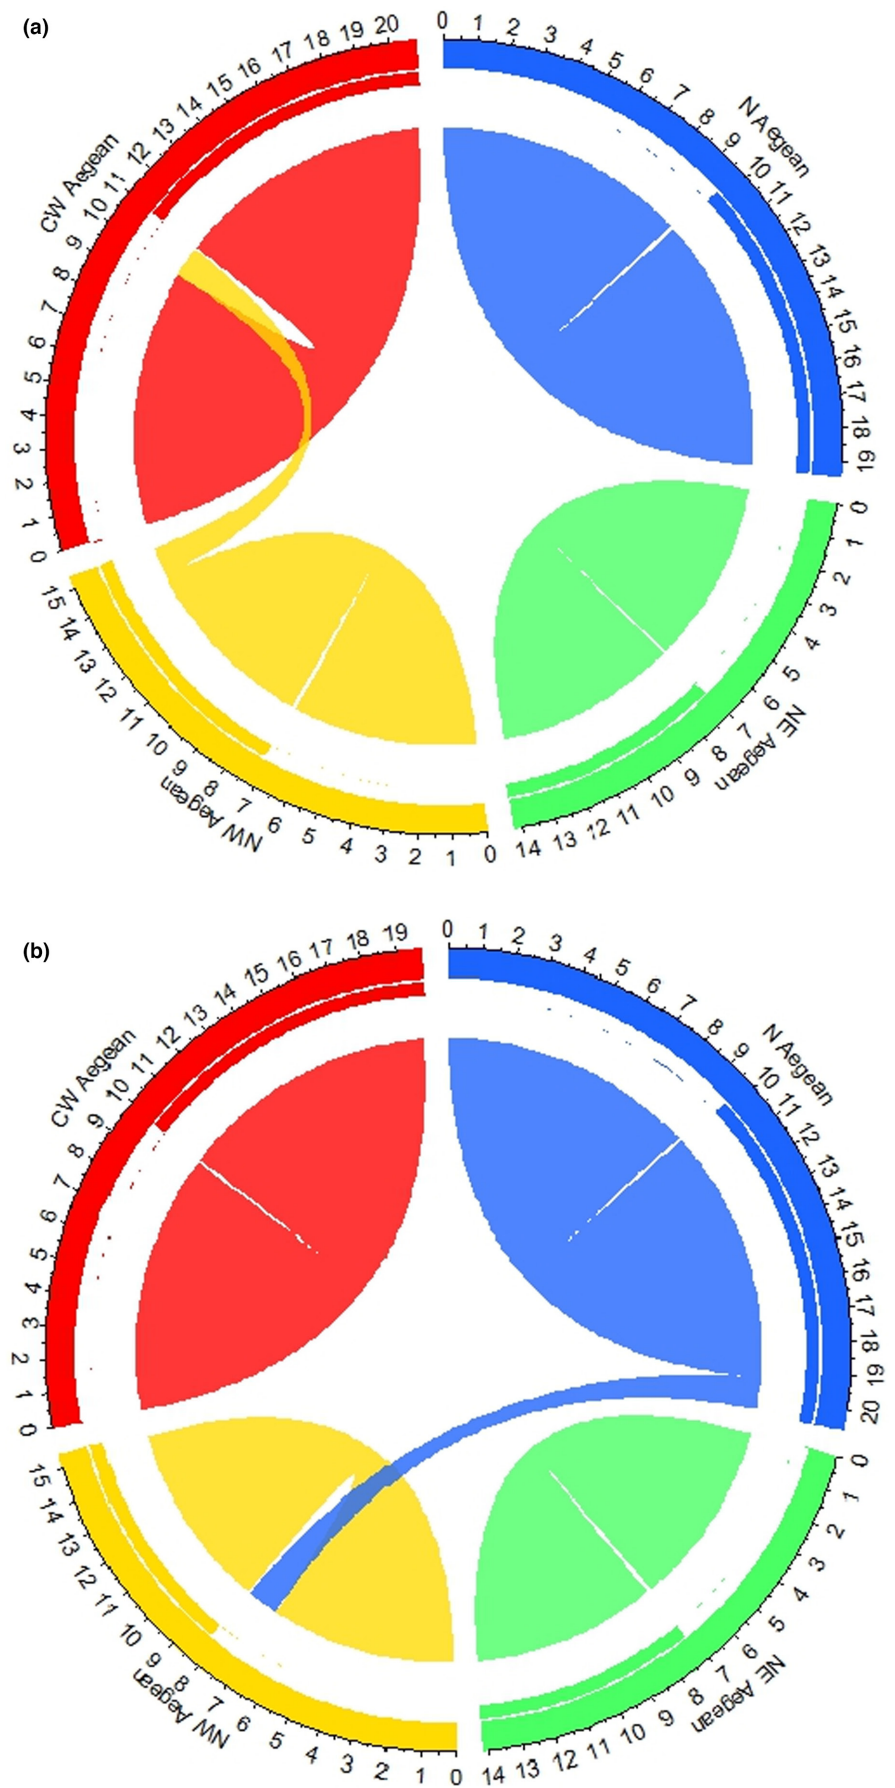 (a)
0 1 2 3 4 5 6 7 8 9 10 11 12 13 14 15 16 17 18 19
N Aegean
0 1 2 3 4 5 6 7 8 9 10 11 12 13 14
NE Aegean
0 1 2 3 4 5 6 7 8 9 10 11 12 13 14 15
NW Aegean
0 1 2 3 4 5 6 7 8 9 10 11 12 13 14 15 16 17 18 19 20
CW Aegean
(b)
0 1 2 3 4 5 6 7 8 9 10 11 12 13 14 15 16 17 18 19 20
N Aegean
0 1 2 3 4 5 6 7 8 9 10 11 12 13 14
NE Aegean
0 1 2 3 4 5 6 7 8 9 10 11 12 13 14 15
NW Aegean
0 1 2 3 4 5 6 7 8 9 10 11 12 13 14 15 16 17 18 19
CW Aegean